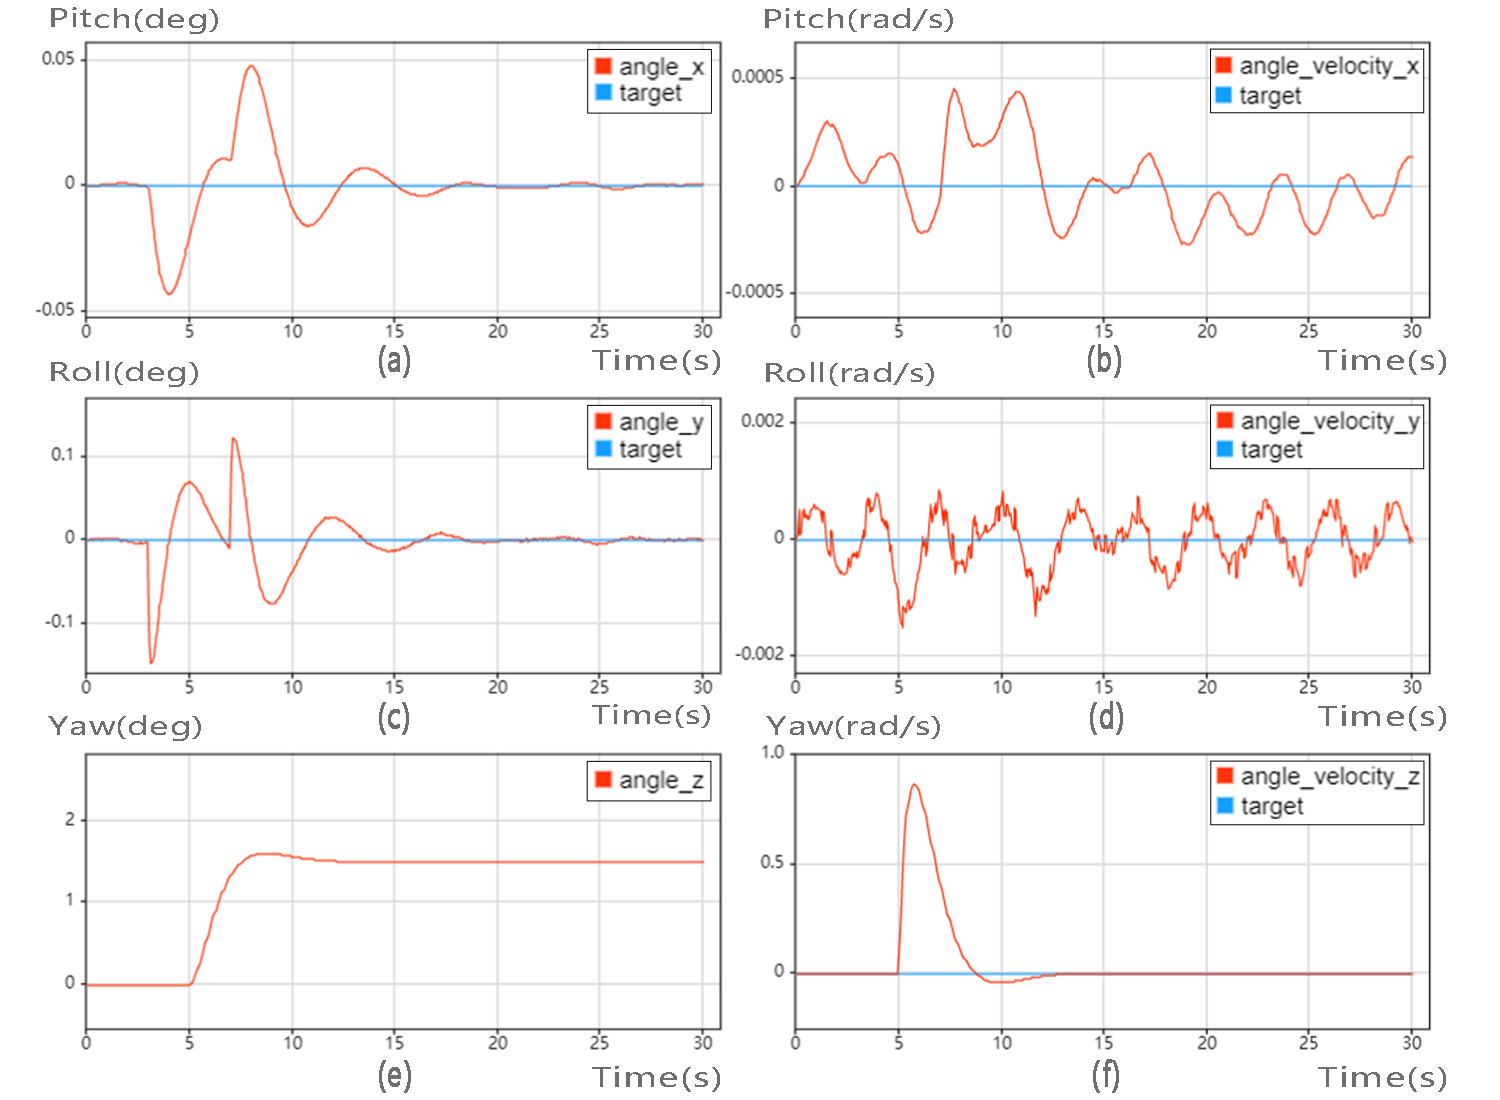 Pitch(deg)
0.05
0
-0.05
angle_x
target
0 5 10 15 20 25 30
(a) Time(s)
Pitch(rad/s)
0.0005
0
-0.0005
angle_velocity_x
target
0 5 10 15 20 25 30
(b) Time(s)
Roll(deg)
0.1
0
-0.1
angle_y
target
0 5 10 15 20 25 30
(c) Time(s)
Roll(rad/s)
0.002
0
-0.002
angle_velocity_y
target
0 5 10 15 20 25 30
(d) Time(s)
Yaw(deg)
2
1
0
angle_z
0 5 10 15 20 25 30
(e) Time(s)
Yaw(rad/s)
1.0
0.5
0
angle_velocity_z
target
0 5 10 15 20 25 30
(f) Time(s)